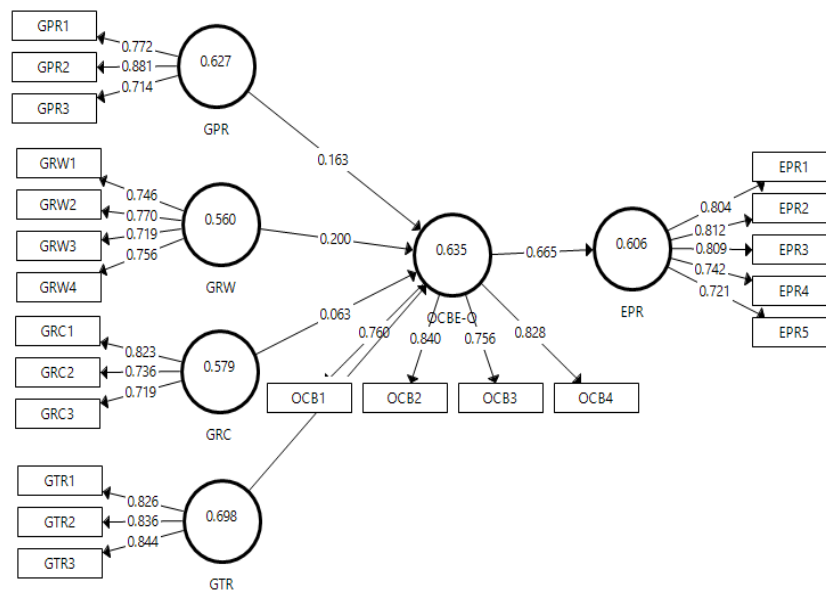 GPR1
0.772
GPR2
0.881
GPR3
0.714
0.627
GPR
0.163
GRW1
0.746
GRW2
0.770
GRW3
0.719
GRW4
0.756
0.560
GRW
0.200
GRC1
0.823
GRC2
0.736
GRC3
0.719
0.579
GRC
0.063
GTR1
0.826
GTR2
0.836
GTR3
0.844
0.698
GTR
0.635
OCBE-O
0.760
0.840
0.756
0.828
OCB1
OCB2
OCB3
OCB4
0.665
0.606
EPR
0.804
EPR1
0.812
EPR2
0.809
EPR3
0.742
EPR4
0.721
EPR5